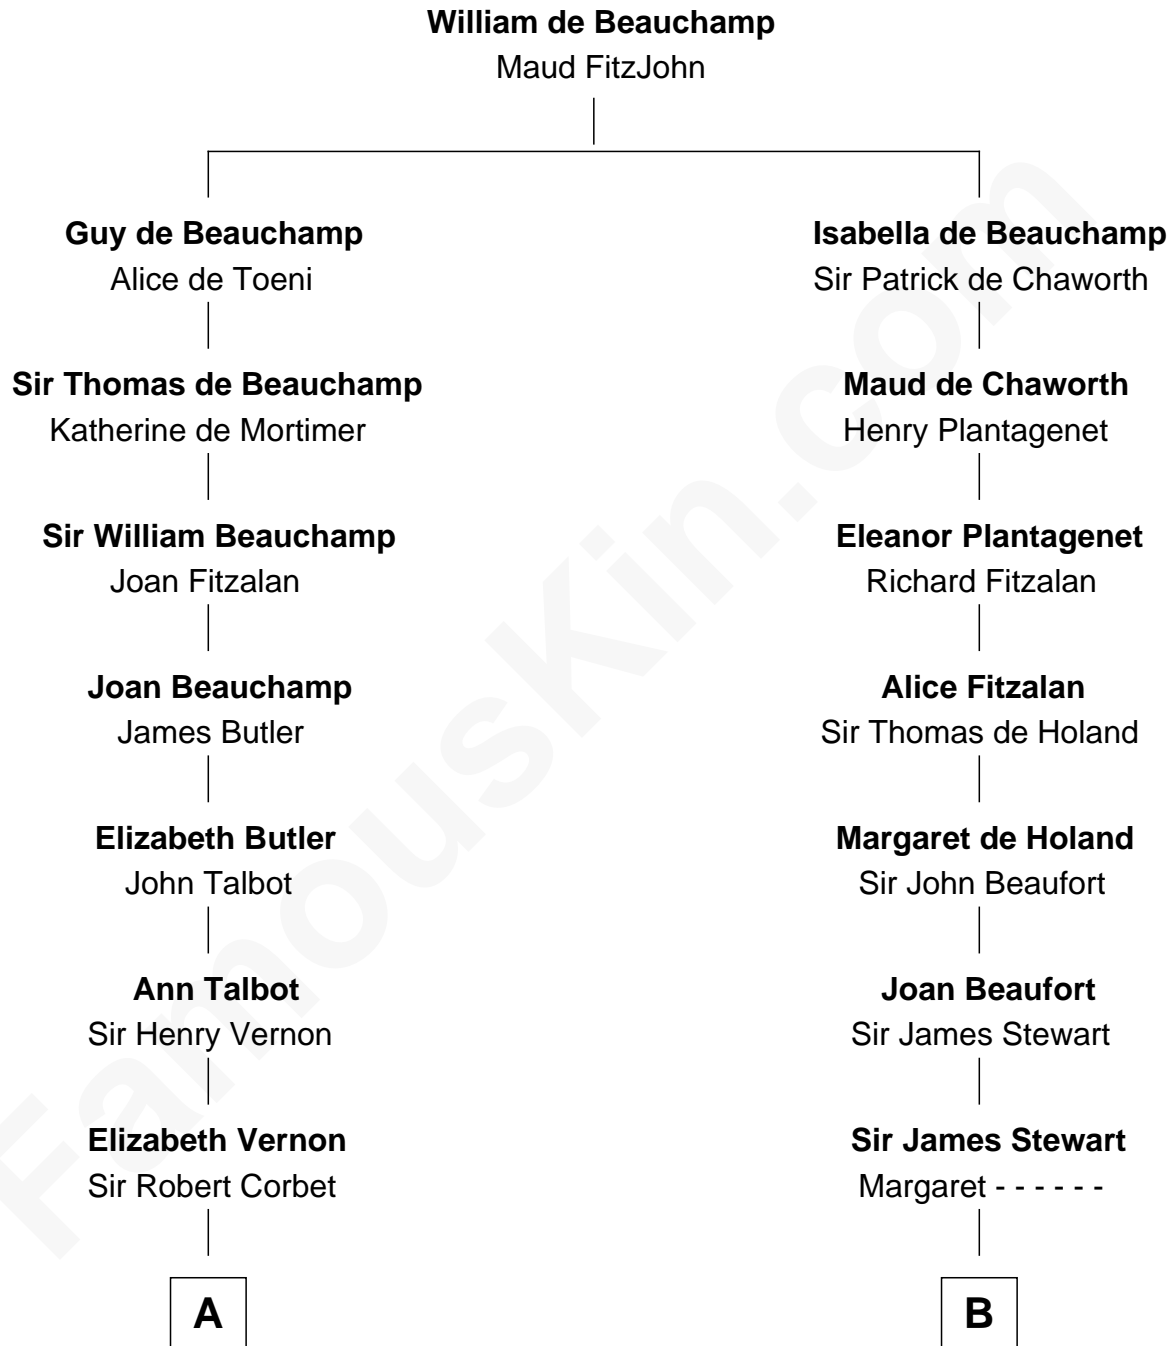 William de Beauchamp
Maud FitzJohn
Guy de Beauchamp
Alice de Toeni
Isabella de Beauchamp
Sir Patrick de Chaworth
Sir Thomas de Beauchamp
Katherine de Mortimer
Maud de Chaworth
Henry Plantagenet
Sir William Beauchamp
Joan Fitzalan
Eleanor Plantagenet
Richard Fitzalan
Joan Beauchamp
James Butler
Alice Fitzalan
Sir Thomas de Holand
Elizabeth Butler
John Talbot
Margaret de Holand
Sir John Beaufort
Ann Talbot
Sir Henry Vernon
Joan Beaufort
Sir James Stewart
Elizabeth Vernon
Sir Robert Corbet
Sir James Stewart
Margaret - - - - - -
A
B
FamousKin.com